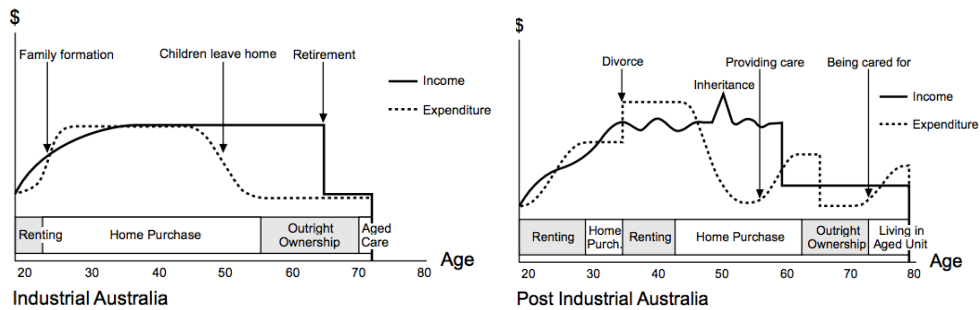 $
Family formation
Children leave home
Retirement
Income
Expenditure
Renting
Home Purchase
Outright
Ownership
Aged
Care
20 30 40 50 60 70 80
Age
Industrial Australia
$
Divorce
Providing care
Being cared for
Inheritance
Income
Expenditure
Renting
Home
Purch.
Renting
Home Purchase
Outright
Ownership
Living in
Aged Unit
20 30 40 50 60 70 80
Age
Post Industrial Australia